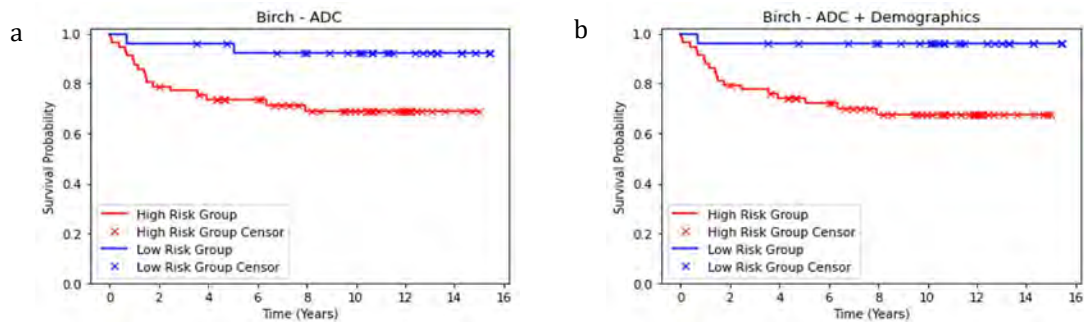 a
Birch - ADC
Survival Probability
1.0
0.8
0.6
0.4
0.2
0.0
High Risk Group
High Risk Group Censor
Low Risk Group
Low Risk Group Censor
0 2 4 6 8 10 12 14 16
Time (Years)
b
Birch - ADC + Demographics
Survival Probability
1.0
0.8
0.6
0.4
0.2
0.0
High Risk Group
High Risk Group Censor
Low Risk Group
Low Risk Group Censor
0 2 4 6 8 10 12 14 16
Time (Years)